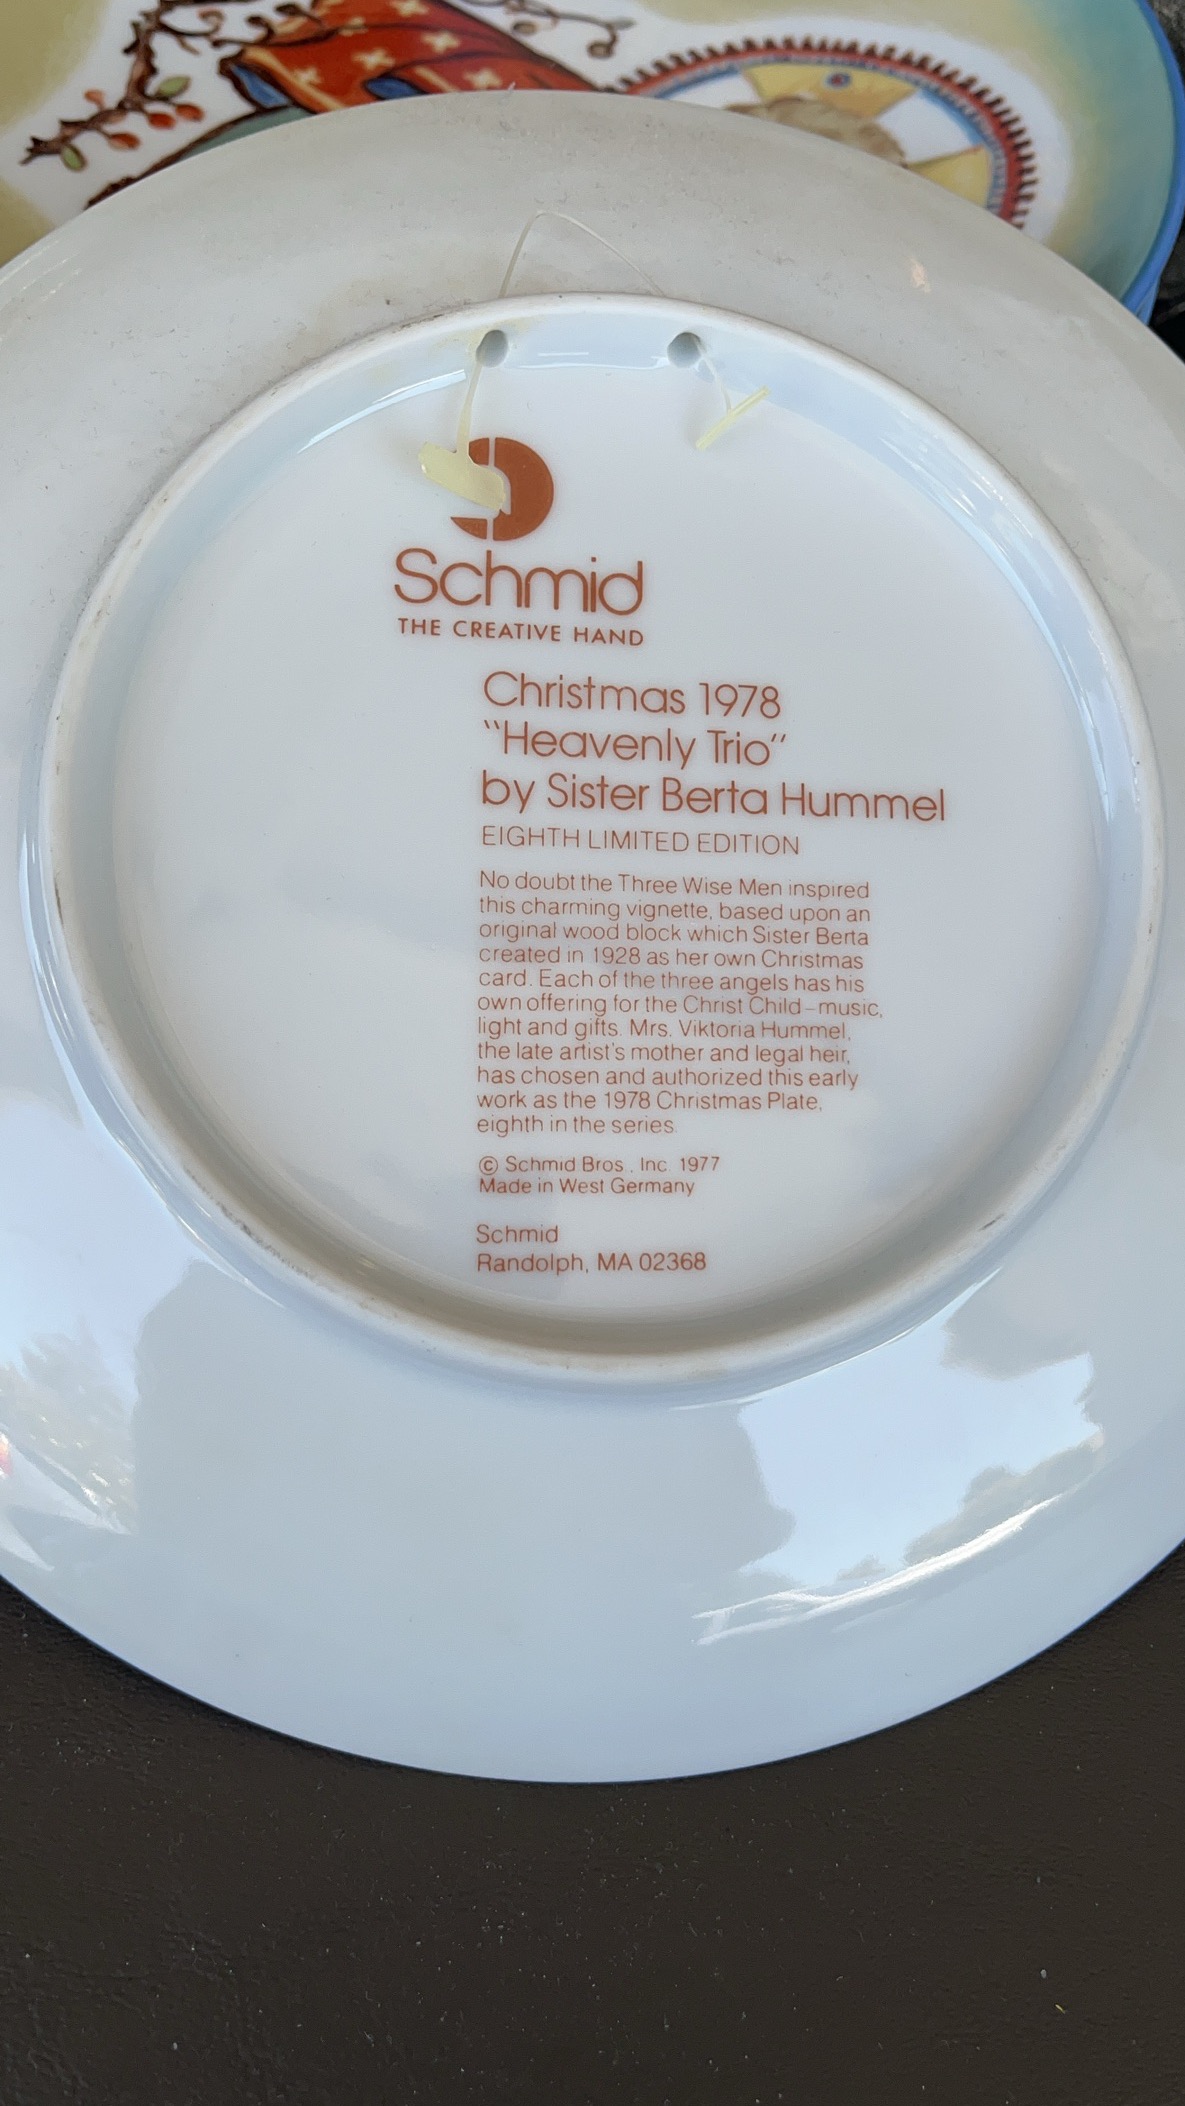 Schmid
THE CREATIVE HAND
Christmas 1978
"Heavenly Trio"
by Sister Berta Hummel
EIGHTH LIMITED EDITION
No doubt the Three Wise Men inspired
this charming vignette, based upon an
original wood block which Sister Berta
created in 1928 as her own Christmas
card. Each of the three angels has his
own offering for the Christ Child–music,
light and gifts. Mrs. Viktoria Hummel,
the late artist's mother and legal heir,
has chosen and authorized this early
work as the 1978 Christmas Plate,
eighth in the series.
© Schmid Bros., Inc. 1977
Made in West Germany
Schmid
Randolph, MA 02368